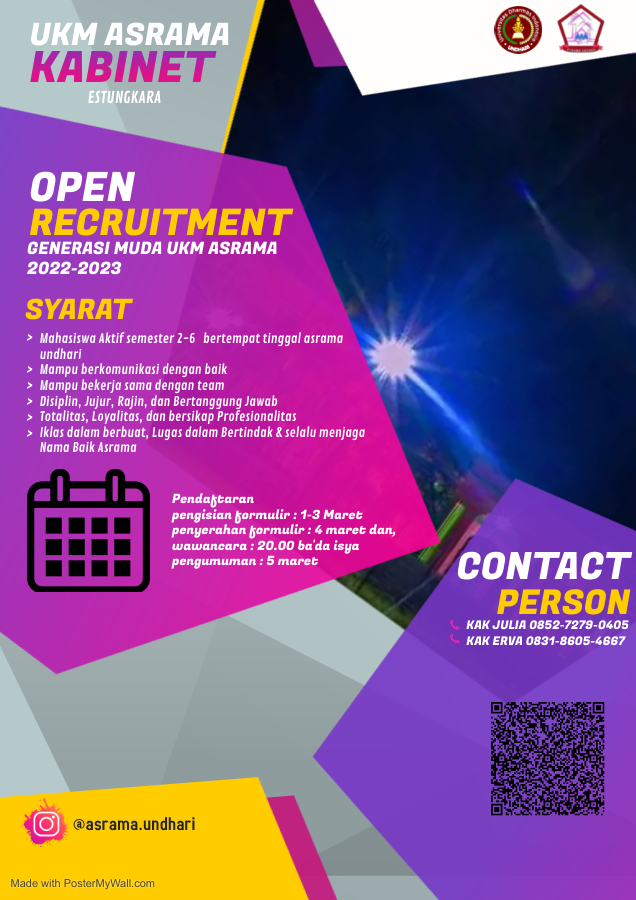 UKM ASRAMA
KABINET
ESTUNGKARA
OPEN
RECRUITMENT
GENERASI MUDA UKM ASRAMA
2022-2023
SYARAT
> Mahasiswa Aktif semester 2-6 bertempat tinggal asrama
undhari
> Mampu berkomunikasi dengan baik
> Mampu bekerja sama dengan team
> Disiplin, Jujur, Rajin, dan Bertanggung Jawab
> Totalitas, Loyalitas, dan bersikap Profesionalitas
> Iklas dalam berbuat, Lugas dalam Bertindak & selalu menjaga
Nama Baik Asrama
Pendaftaran
pengisian formulir : 1-3 Maret
penyerahan formulir : 4 maret dan,
wawancara : 20.00 ba'da isya
pengumuman : 5 maret
CONTACT
PERSON
KAK JULIA 0852-7279-0405
KAK ERVA 0831-8605-4667
@asrama.undhari
Made with PosterMyWall.com